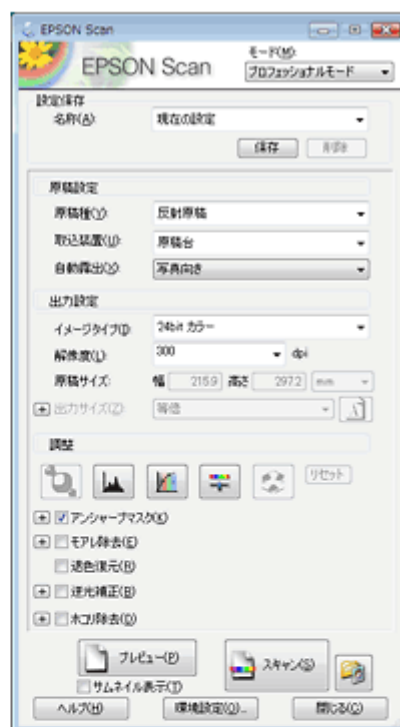 EPSON Scan
EPSON Scan
モード(M):
プロフェッショナルモード
設定保存
名称(A):
現在の設定
保存
削除
原稿設定
原稿種(Y):
反射原稿
取込装置(U):
原稿台
自動露出(X):
写真向き
出力設定
イメージタイプ(I):
24bit カラー
解像度(L):
300
dpi
原稿サイズ:
幅 215.9 高さ 297.2 mm
出力サイズ(Z):
等倍
調整
リセット
アンシャープマスク(K)
モアレ除去(E)
退色復元(R)
逆光補正(B)
ホコリ除去(D)
プレビュー(P)
スキャン(S)
サムネイル表示(T)
ヘルプ(H)
環境設定(O)...
閉じる(C)